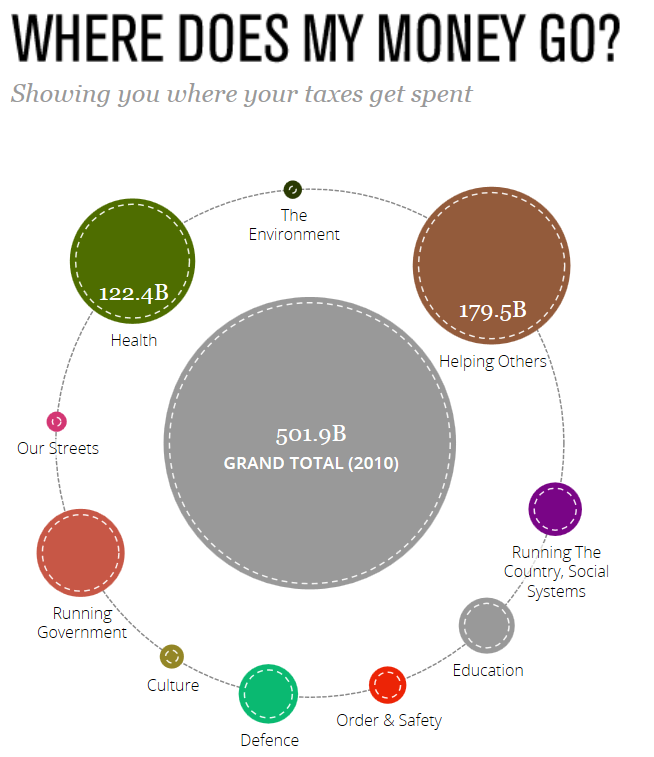 WHERE DOES MY MONEY GO?
Showing you where your taxes get spent
The
Environment
122.4B
Health
179.5B
Helping Others
501.9B
GRAND TOTAL (2010)
Our Streets
Running The
Country, Social
Systems
Running
Government
Education
Culture
Order & Safety
Defence